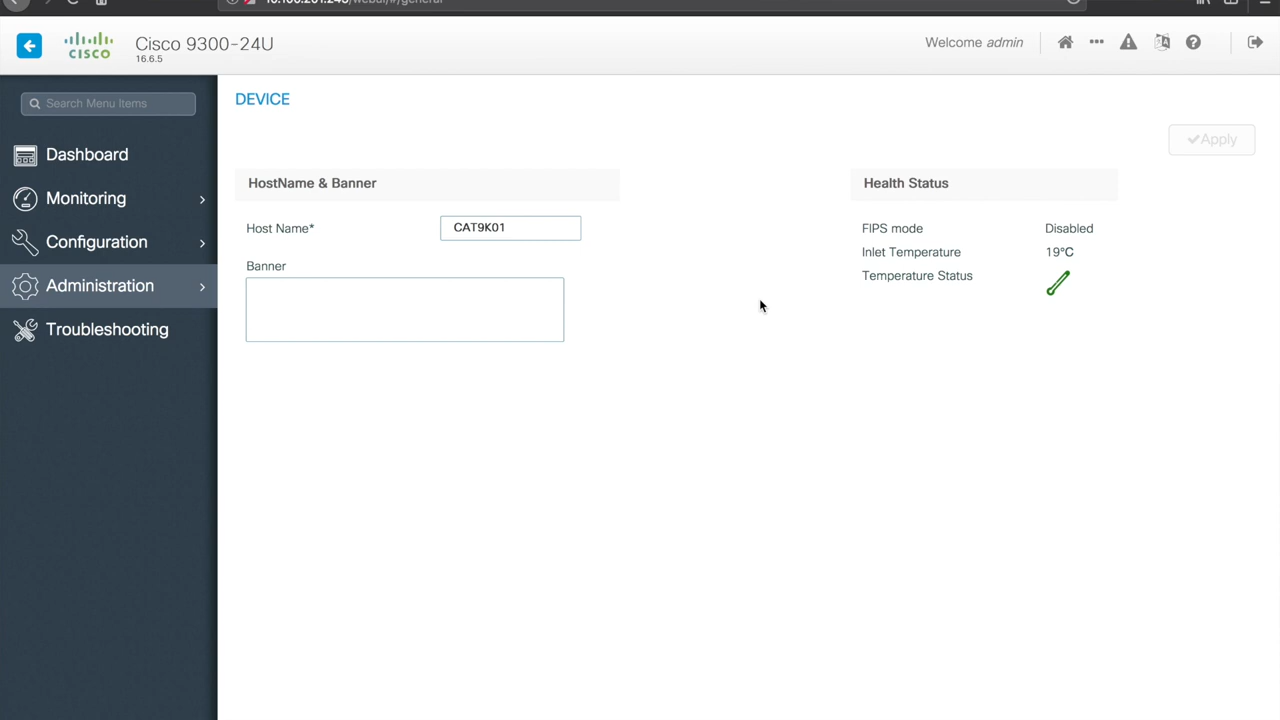 Cisco 9300-24U
16.6.5
CISCO
Welcome admin
Search Menu Items
Dashboard
Monitoring
Configuration
Administration
Troubleshooting
DEVICE
Apply
HostName & Banner
Host Name*
CAT9K01
Banner
Health Status
FIPS mode
Disabled
Inlet Temperature
19°C
Temperature Status